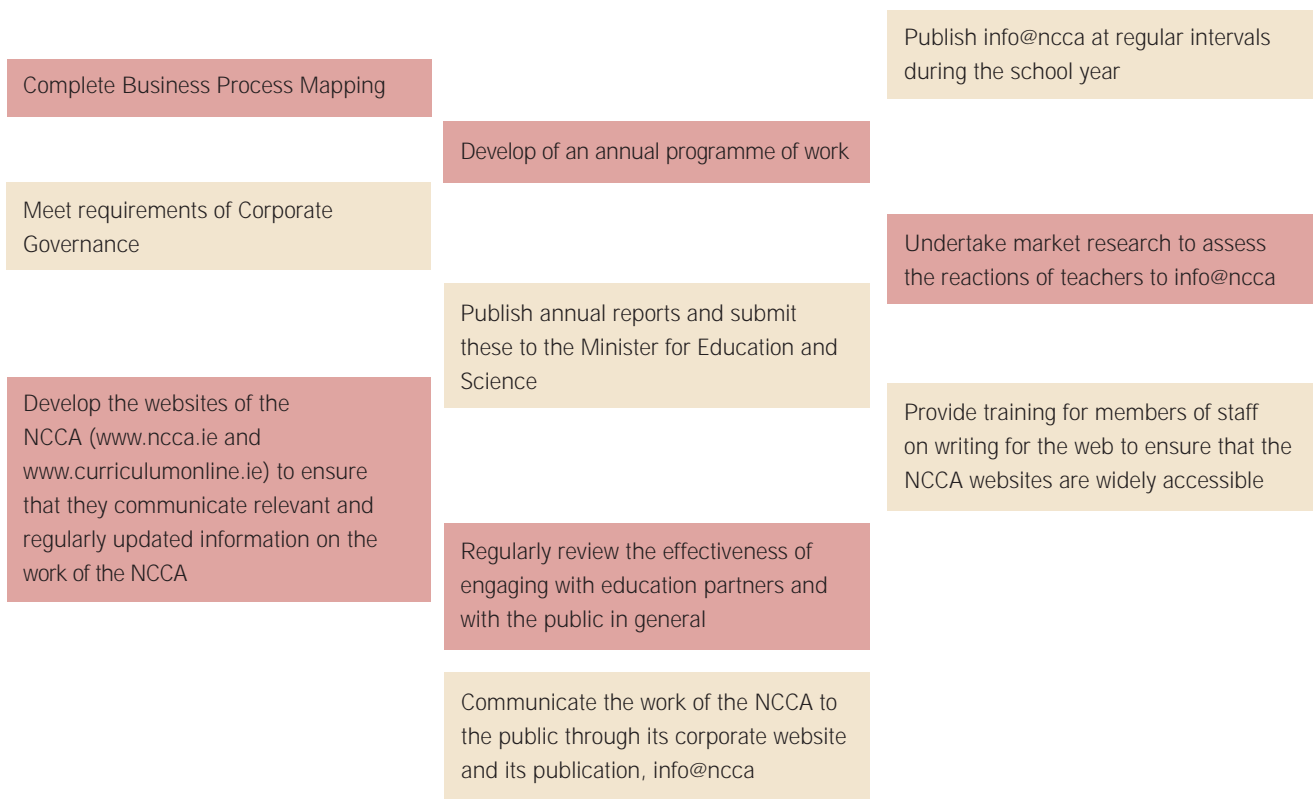 Complete Business Process Mapping
Meet requirements of Corporate
Governance
Develop the websites of the
NCCA (www.ncca.ie and
www.curriculumonline.ie) to ensure
that they communicate relevant and
regularly updated information on the
work of the NCCA
Develop of an annual programme of work
Publish annual reports and submit
these to the Minister for Education and
Science
Regularly review the effectiveness of
engaging with education partners and
with the public in general
Communicate the work of the NCCA to
the public through its corporate website
and its publication, info@ncca
Publish info@ncca at regular intervals
during the school year
Undertake market research to assess
the reactions of teachers to info@ncca
Provide training for members of staff
on writing for the web to ensure that the
NCCA websites are widely accessible